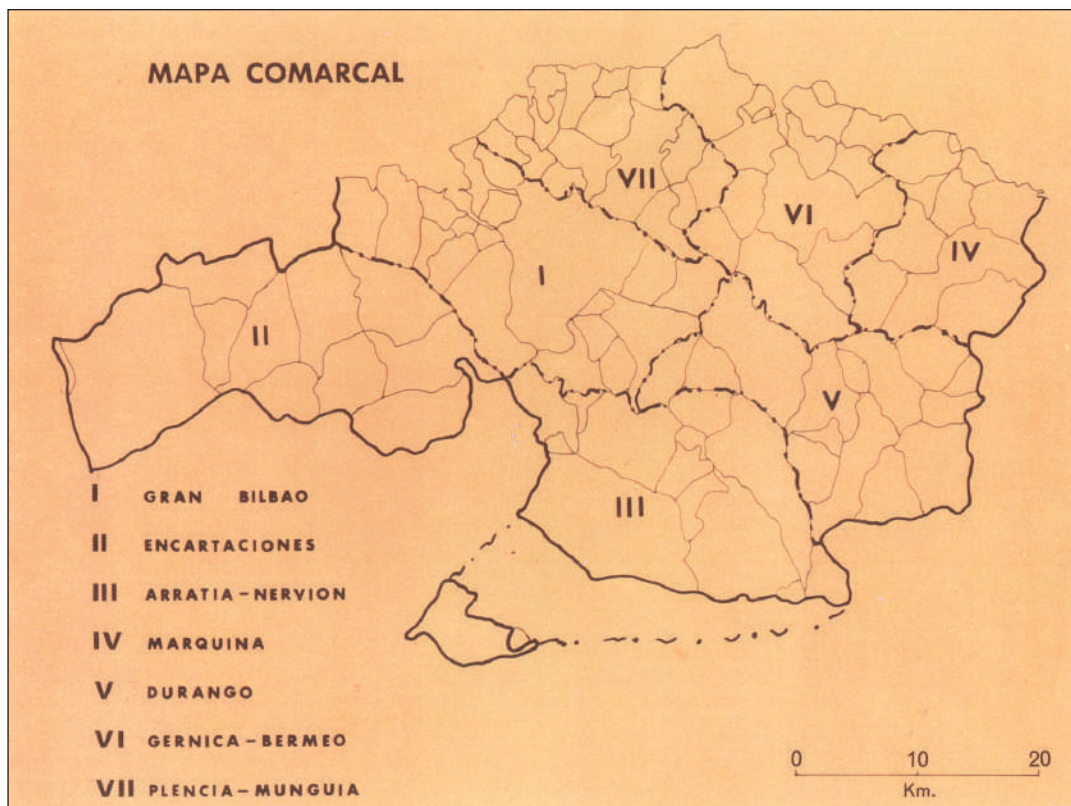 MAPA COMARCAL
VII
VI
IV
I
II
V
III
I GRAN BILBAO
II ENCARTACIONES
III ARRATIA-NERVION
IV MARQUINA
V DURANGO
VI GERNICA-BERMEO
VII PLENCIA-MUNGUIA
0 10 20
Km.